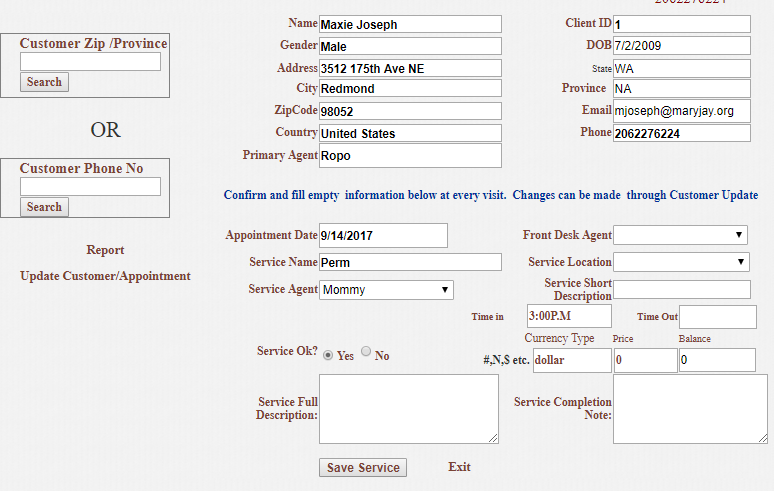 2062276224
Name Maxie Joseph Client ID 1
Customer Zip /Province
Gender Male DOB 7/2/2009
Address 3512 175th Ave NE State WA
Search
City Redmond Province NA
ZipCode 98052 Email mjoseph@maryjay.org
OR
Country United States Phone 2062276224
Primary Agent Ropo
Customer Phone No
Search
Confirm and fill empty information below at every visit. Changes can be made through Customer Update
Appointment Date 9/14/2017 Front Desk Agent
Report
Service Name Perm Service Location
Update Customer/Appointment
Service Agent Mommy Service Short
Description
Time in 3:00P.M Time Out
Currency Type Price Balance
Service Ok? Yes No #,N,$ etc. dollar 0 0
Service Full
Description:
Service Completion
Note:
Save Service Exit